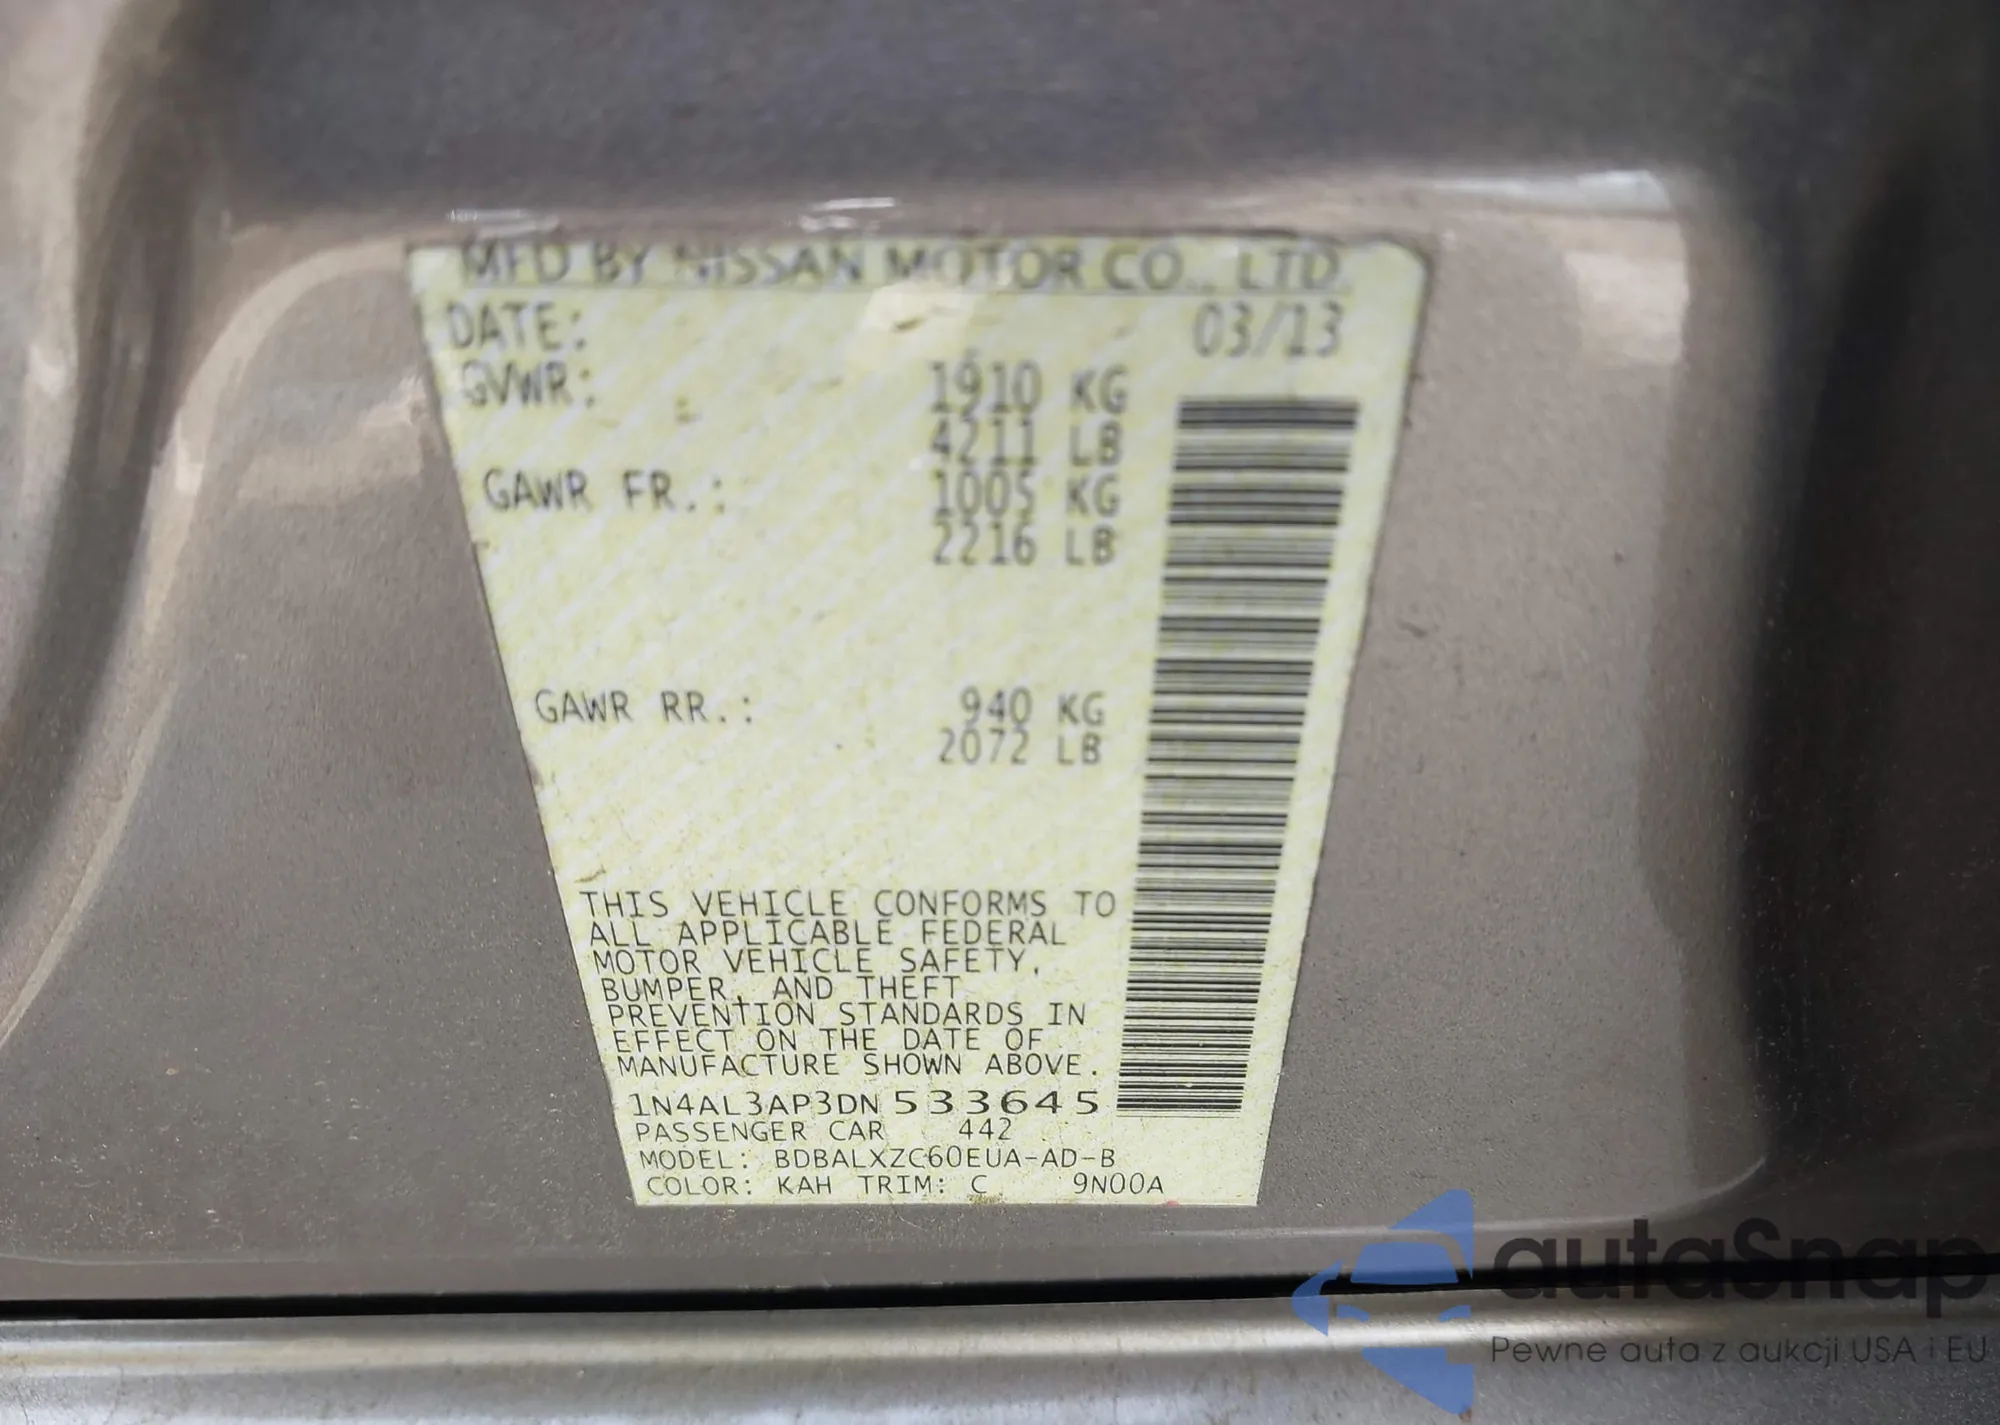 MFD BY NISSAN MOTOR CO., LTD.
DATE: 03/13
GVWR: 1910 KG
4211 LB
GAWR FR.: 1005 KG
2216 LB
GAWR RR.: 940 KG
2072 LB
THIS VEHICLE CONFORMS TO
ALL APPLICABLE FEDERAL
MOTOR VEHICLE SAFETY,
BUMPER, AND THEFT
PREVENTION STANDARDS IN
EFFECT ON THE DATE OF
MANUFACTURE SHOWN ABOVE.
1N4AL3AP3DN533645
PASSENGER CAR 442
MODEL: BDBALXZC60EUA-AD-B
COLOR: KAH TRIM: C 9N00A
autaSnap
Pewne auta z aukcji USA i EU